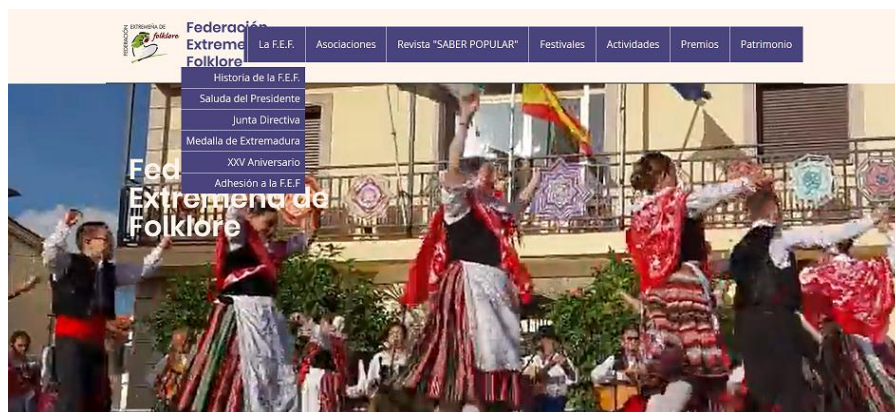 FEDERACIÓN
EXTREMEÑA DE
folklore
Federación
Extreme
Folklore
La F.E.F.
Asociaciones
Revista "SABER POPULAR"
Festivales
Actividades
Premios
Patrimonio
Historia de la F.E.F.
Saluda del Presidente
Junta Directiva
Medalla de Extremadura
XXV Aniversario
Adhesión a la F.E.F
Fed
Extremeña de
Folklore